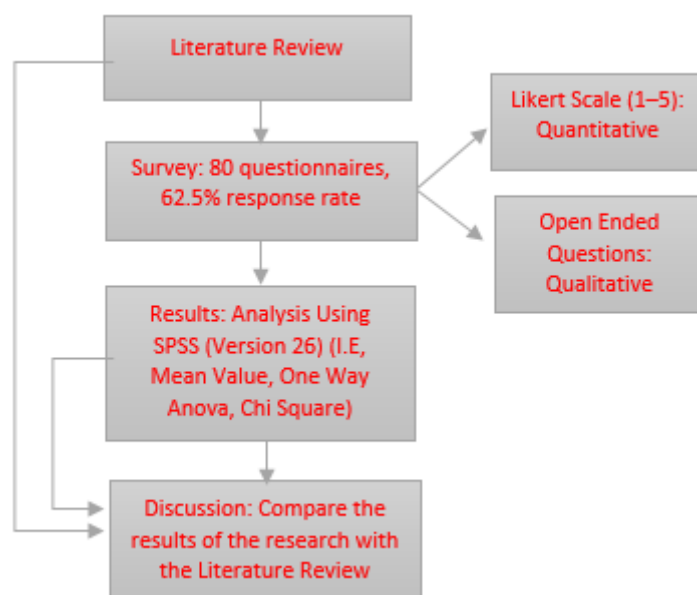 Literature Review
Likert Scale (1–5):
Quantitative
Survey: 80 questionnaires,
62.5% response rate
Open Ended
Questions:
Qualitative
Results: Analysis Using
SPSS (Version 26) (I.E,
Mean Value, One Way
Anova, Chi Square)
Discussion: Compare the
results of the research with
the Literature Review